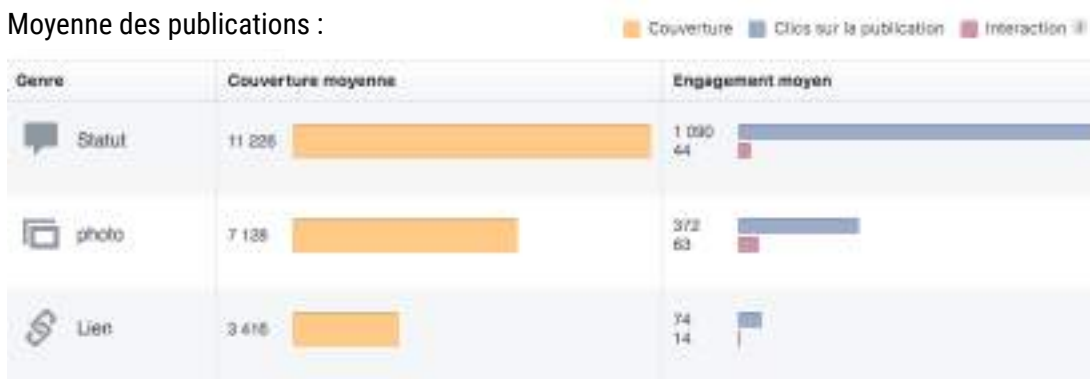 Moyenne des publications :
Couverture Clics sur la publication Interaction
Genre Couverture moyenne Engagement moyen
Statut 11 226 1 090
44
photo 7 128 372
63
Lien 3 416 74
14